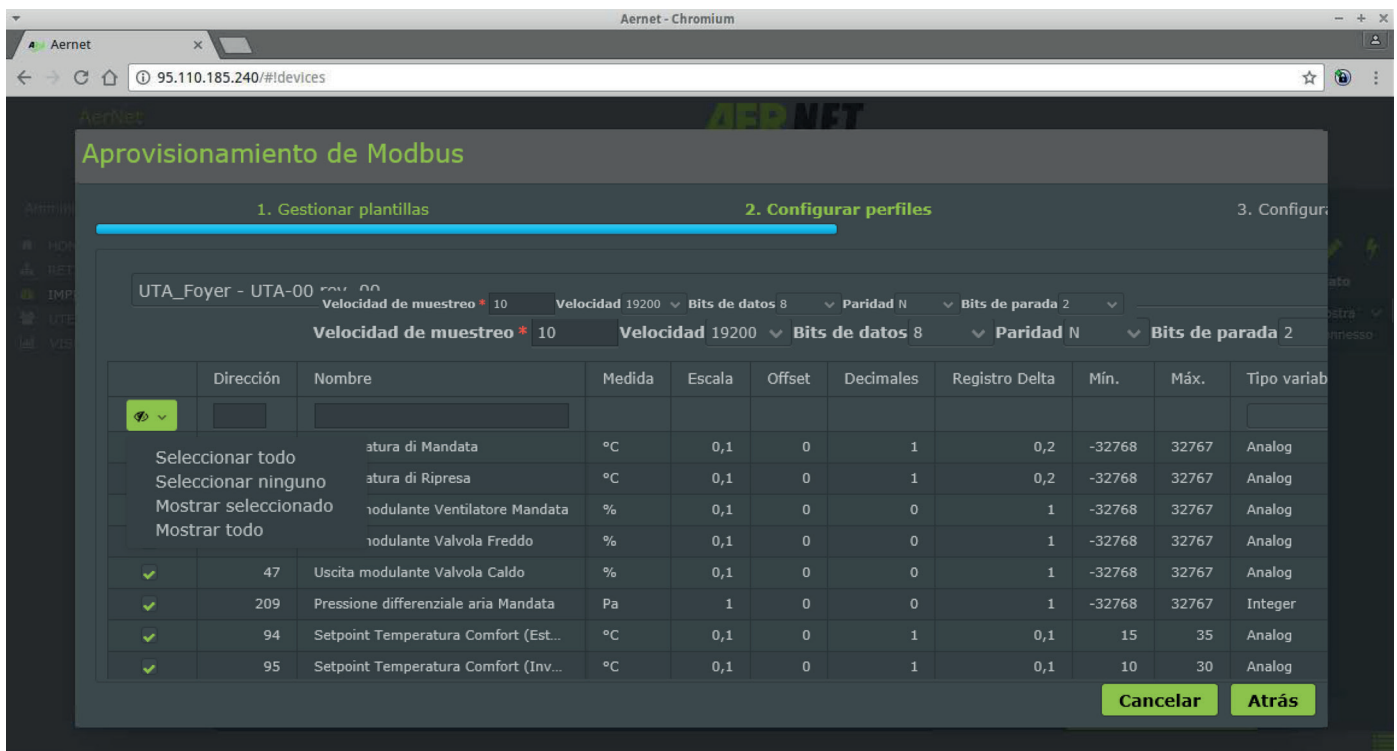 Aernet - Chromium
Aernet
95.110.185.240/#!devices
AerNet
AERNET
Aprovisionamiento de Modbus
1. Gestionar plantillas 2. Configurar perfiles 3. Configura
UTA_Foyer - UTA-00 rev. 00
Velocidad de muestreo * 10 Velocidad 19200 Bits de datos 8 Paridad N Bits de parada 2
Velocidad de muestreo * 10 Velocidad 19200 Bits de datos 8 Paridad N Bits de parada 2
Dirección Nombre Medida Escala Offset Decimales Registro Delta Mín. Máx. Tipo variab
atura di Mandata °C 0,1 0 1 0,2 -32768 32767 Analog
Seleccionar todo
atura di Ripresa °C 0,1 0 1 0,2 -32768 32767 Analog
Seleccionar ninguno
Mostrar seleccionado
modulante Ventilatore Mandata % 0,1 0 0 1 -32768 32767 Analog
Mostrar todo
modulante Valvola Freddo % 0,1 0 0 1 -32768 32767 Analog
47 Uscita modulante Valvola Caldo % 0,1 0 0 1 -32768 32767 Analog
209 Pressione differenziale aria Mandata Pa 1 0 0 1 -32768 32767 Integer
94 Setpoint Temperatura Comfort (Est... °C 0,1 0 1 0,1 15 35 Analog
95 Setpoint Temperatura Comfort (Inv... °C 0,1 0 1 0,1 10 30 Analog
Cancelar Atrás